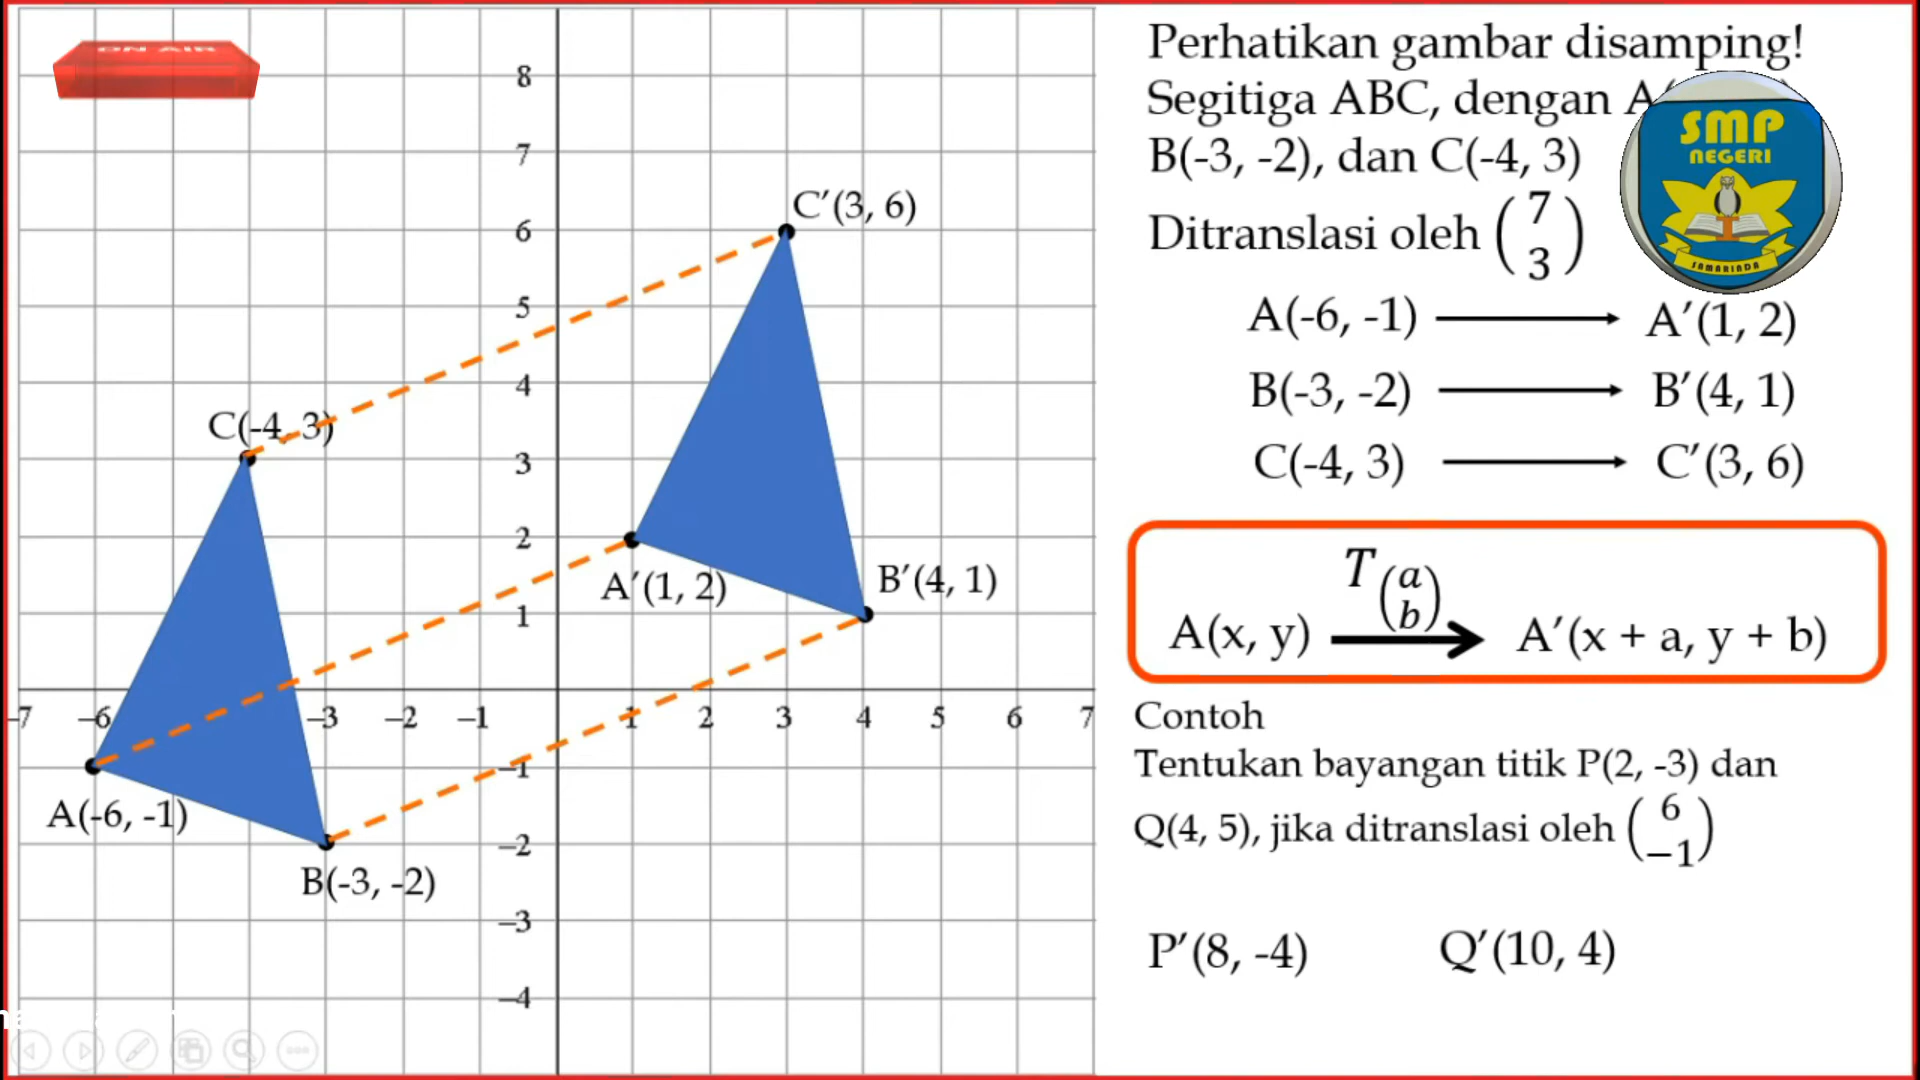 ON AIR
8
7
C′(3, 6)
6
5
4
C(-4, 3)
3
2
A′(1, 2)
B′(4, 1)
1
-7 -6 -3 -2 -1 1 2 3 4 5 6 7
-1
A(-6, -1)
-2
B(-3, -2)
-3
-4
Perhatikan gambar disamping!
Segitiga ABC, dengan A(
B(-3, -2), dan C(-4, 3)
Ditranslasi oleh (7 3)
SMP
NEGERI
SAMARINDA
A(-6, -1) → A′(1, 2)
B(-3, -2) → B′(4, 1)
C(-4, 3) → C′(3, 6)
T(a b)
A(x, y) → A′(x + a, y + b)
Contoh
Tentukan bayangan titik P(2, -3) dan
Q(4, 5), jika ditranslasi oleh (6 −1)
P′(8, -4) Q′(10, 4)